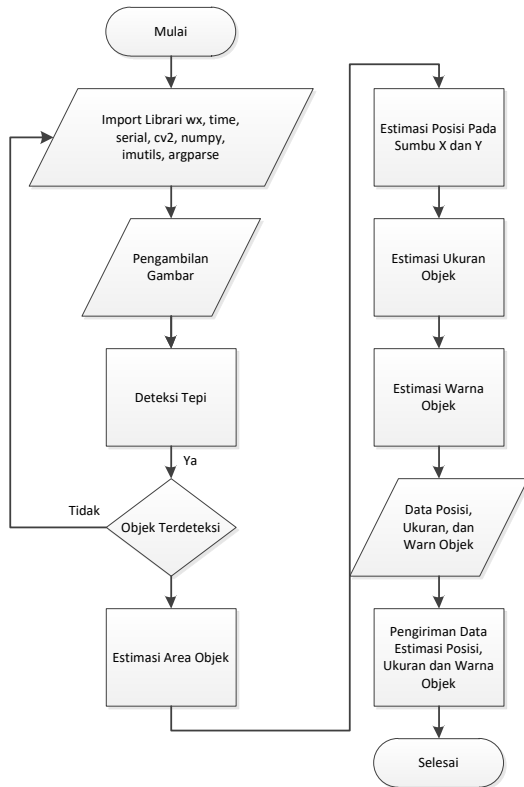 Mulai
Import Librari wx, time,
serial, cv2, numpy,
imutils, argparse
Pengambilan
Gambar
Deteksi Tepi
Ya
Tidak
Objek Terdeteksi
Estimasi Area Objek
Estimasi Posisi Pada
Sumbu X dan Y
Estimasi Ukuran
Objek
Estimasi Warna
Objek
Data Posisi,
Ukuran, dan
Warn Objek
Pengiriman Data
Estimasi Posisi,
Ukuran dan Warna
Objek
Selesai